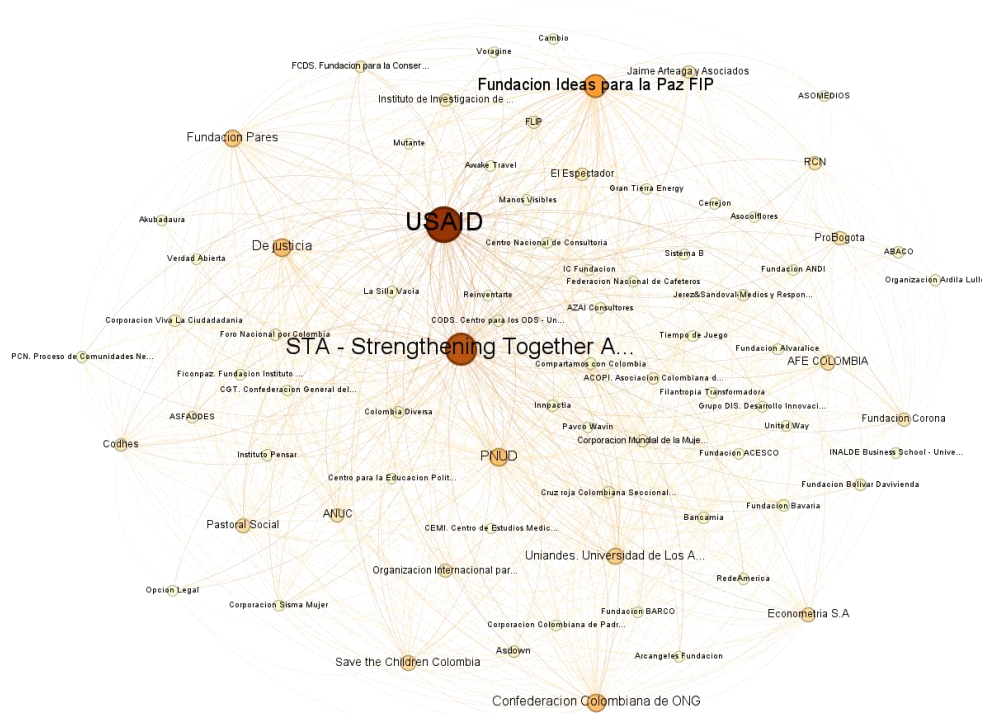 Cambio
Voragine
FCDS. Fundacion para la Conser...
Jaime Arteaga y Asociados
Fundacion Ideas para la Paz FIP
Instituto de Investigacion de ...
ASOMEDIOS
FLIP
Fundacion Pares
Mutante
Awake Travel
RCN
El Espectador
Gran Tierra Energy
Manos Visibles
Cerrejon
Asocolflores
Akubadaura
USAID
ProBogota
De justicia
Centro Nacional de Consultoria
Sistema B
ABACO
Verdad Abierta
IC Fundacion
Fundacion ANDI
Federacion Nacional de Cafeteros
Organizacion Ardila Lull
La Silla Vacia
Reinventarte
Jerez&Sandoval-Medios y Respon...
AZAI Consultores
Corporacion Viva La Ciudadadania
CODS. Centro para los ODS - Un...
Foro Nacional por Colombia
Tiempo de Juego
STA - Strengthening Together A...
Fundacion Alvaralice
PCN. Proceso de Comunidades Ne...
AFE COLOMBIA
Compartamos con Colombia
Ficonpaz. Fundacion Instituto ...
ACOPI. Asociacion Colombiana d...
CGT. Confederacion General del...
Filantropia Transformadora
Innpactia
Grupo DIS. Desarrollo Innovaci...
Colombia Diversa
ASFADDES
Fundacion Corona
Pavco Wavin
United Way
Codhes
Corporacion Mundial de la Muje...
Instituto Pensar
PNUD
Fundacion ACESCO
INALDE Business School - Unive...
Centro para la Educacion Polit...
Fundacion Bolivar Davivienda
Cruz roja Colombiana Seccional...
Fundacion Bavaria
ANUC
Bancamia
Pastoral Social
CEMI. Centro de Estudios Medic...
Uniandes. Universidad de Los A...
Organizacion Internacional par...
RedeAmerica
Opcion Legal
Corporacion Sisma Mujer
Fundacion BARCO
Econometria S.A
Corporacion Colombiana de Padr...
Asdown
Arcangeles Fundacion
Save the Children Colombia
Confederacion Colombiana de ONG